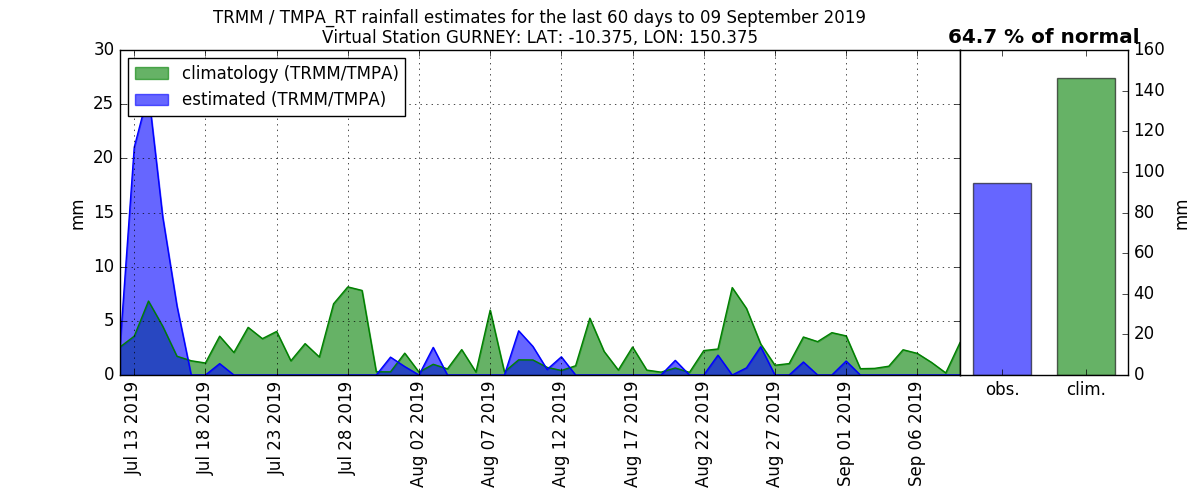 TRMM / TMPA_RT rainfall estimates for the last 60 days to 09 September 2019
Virtual Station GURNEY: LAT: -10.375, LON: 150.375
64.7 % of normal
climatology (TRMM/TMPA)
estimated (TRMM/TMPA)
30
25
20
15
10
5
0
mm
Jul 13 2019
Jul 18 2019
Jul 23 2019
Jul 28 2019
Aug 02 2019
Aug 07 2019
Aug 12 2019
Aug 17 2019
Aug 22 2019
Aug 27 2019
Sep 01 2019
Sep 06 2019
obs.
clim.
160
140
120
100
80
60
40
20
0
mm